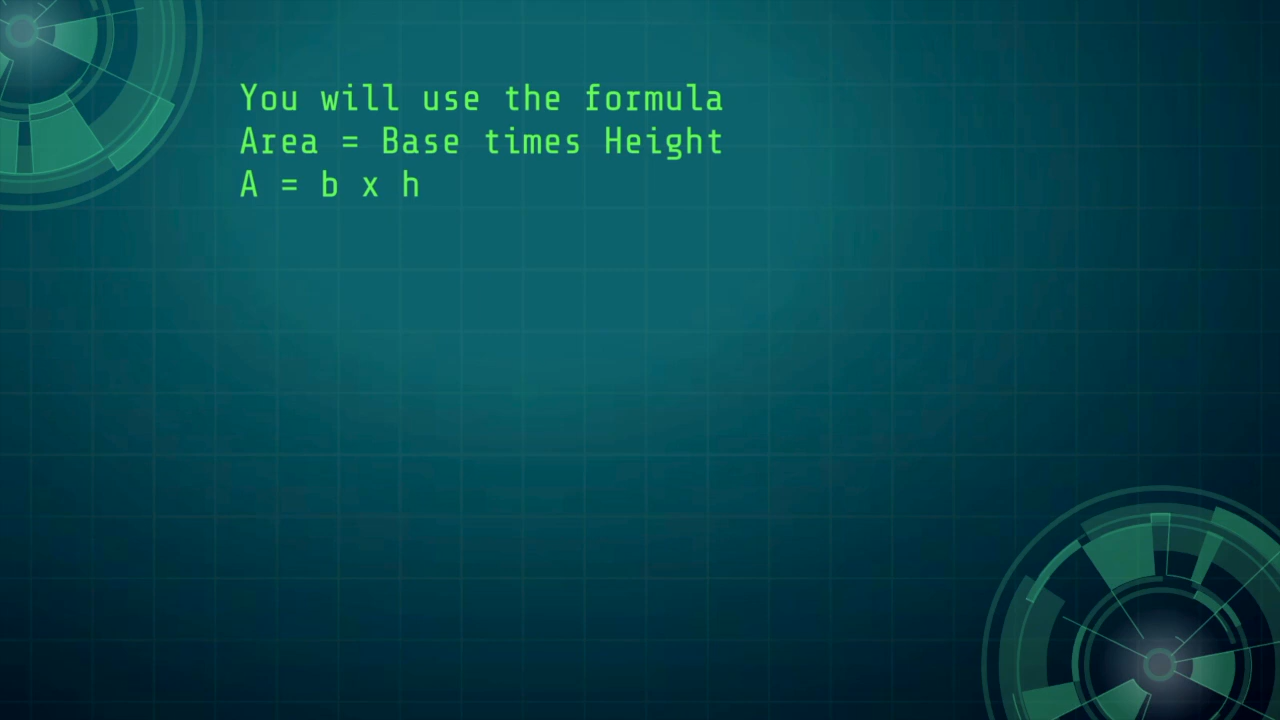 You will use the formula
Area = Base times Height
A = b x h